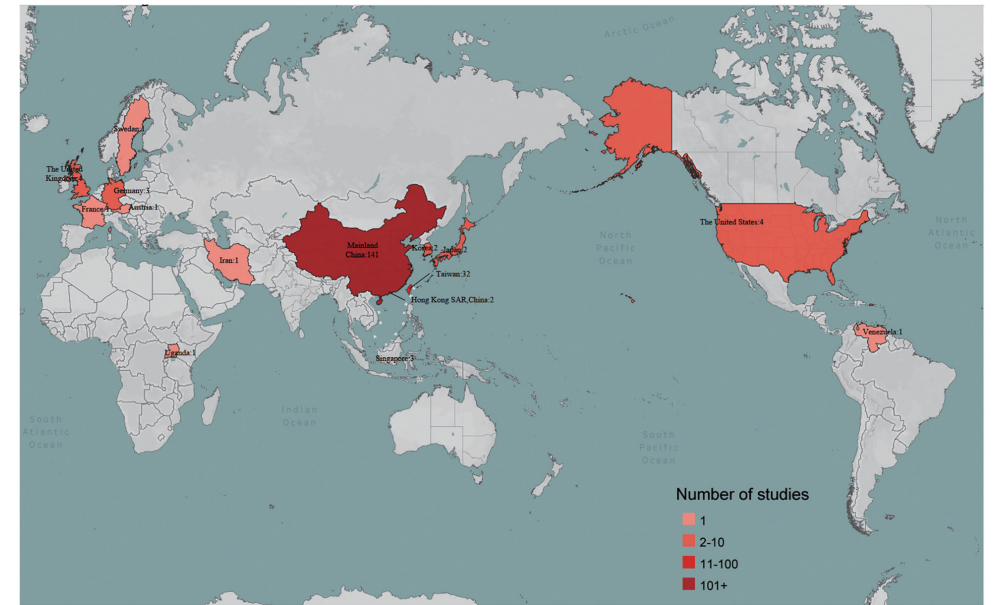 Arctic Ocean
Sweden:1
The United
Kingdom:4
Germany:3
France:1
Austria:1
Iran:1
Mainland
China:141
Korea:2
Japan:2
Taiwan:32
Hong Kong SAR,China:2
Singapore:3
Uganda:1
The United States:4
Venezuela:1
North
Pacific
Ocean
North
Atlantic
Ocean
South
Atlantic
Ocean
Indian
Ocean
South
Pacific
Ocean
Number of studies
1
2-10
11-100
101+